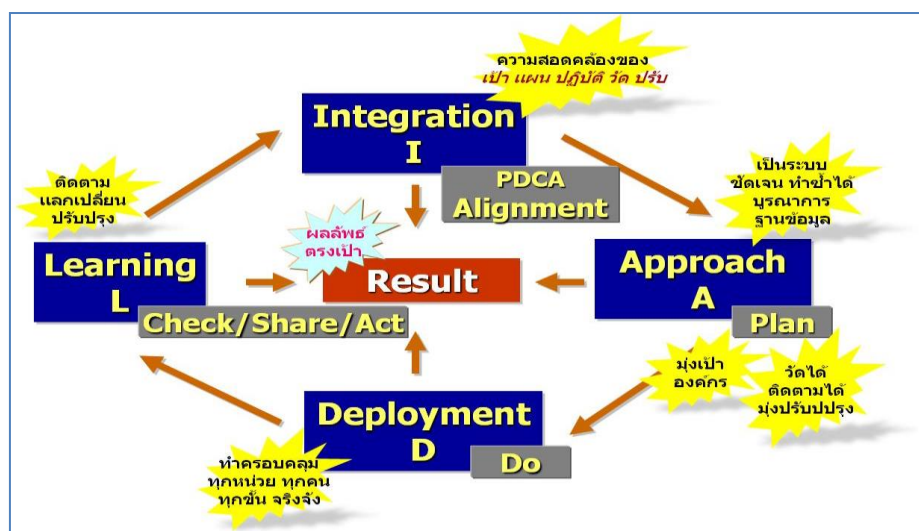 ความสอดคล้องของ
เป้า แผน ปฏิบัติ วัด ปรับ
Integration
I
PDCA
Alignment
ติดตาม
แลกเปลี่ยน
ปรับปรุง
เป็นระบบ
ชัดเจน ทำซ้ำได้
บูรณาการ
ฐานข้อมูล
ผลลัพธ์
ตรงเป้า
Learning
L
Check/Share/Act
Result
Approach
A
Plan
มุ่งเป้า
องค์กร
วัดได้
ติดตามได้
มุ่งปรับปปรุง
Deployment
D
Do
ทำครอบคลุม
ทุกหน่วย ทุกคน
ทุกขั้น จริงจัง